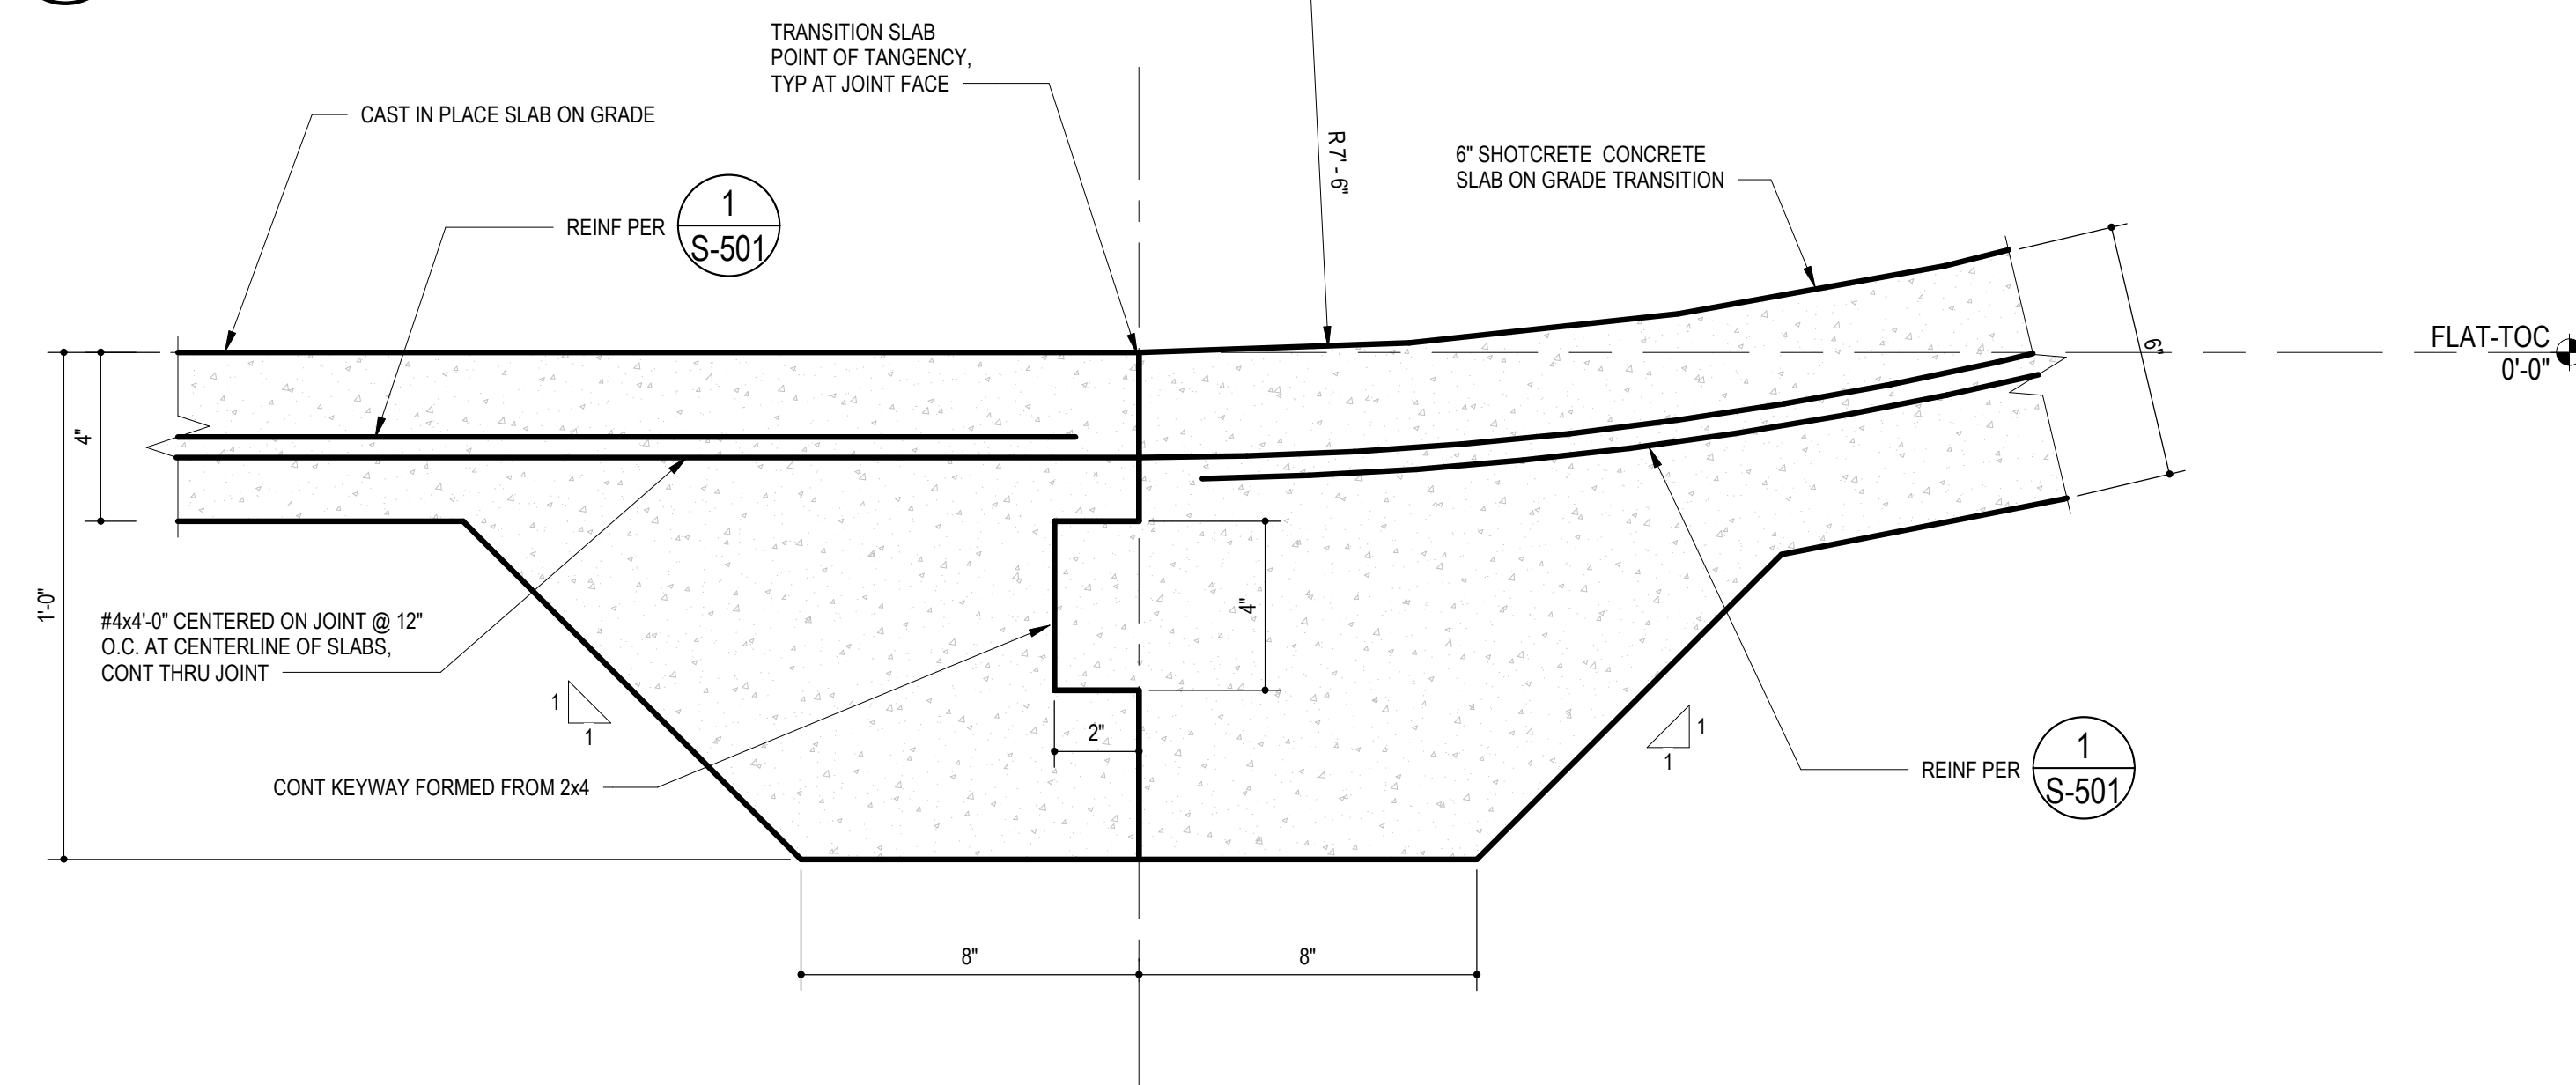 TRANSITION SLAB
POINT OF TANGENCY,
TYP AT JOINT FACE
CAST IN PLACE SLAB ON GRADE
R 7' - 6"
6" SHOTCRETE  CONCRETE
SLAB ON GRADE TRANSITION
REINF PER
1
S-501
FLAT-TOC
0'-0"
6"
4"
1'-0"
4"
#4x4'-0" CENTERED ON JOINT @ 12"
O.C. AT CENTERLINE OF SLABS,
CONT THRU JOINT
1
1
2"
1
1
CONT KEYWAY FORMED FROM 2x4
REINF PER
1
S-501
8"
8"